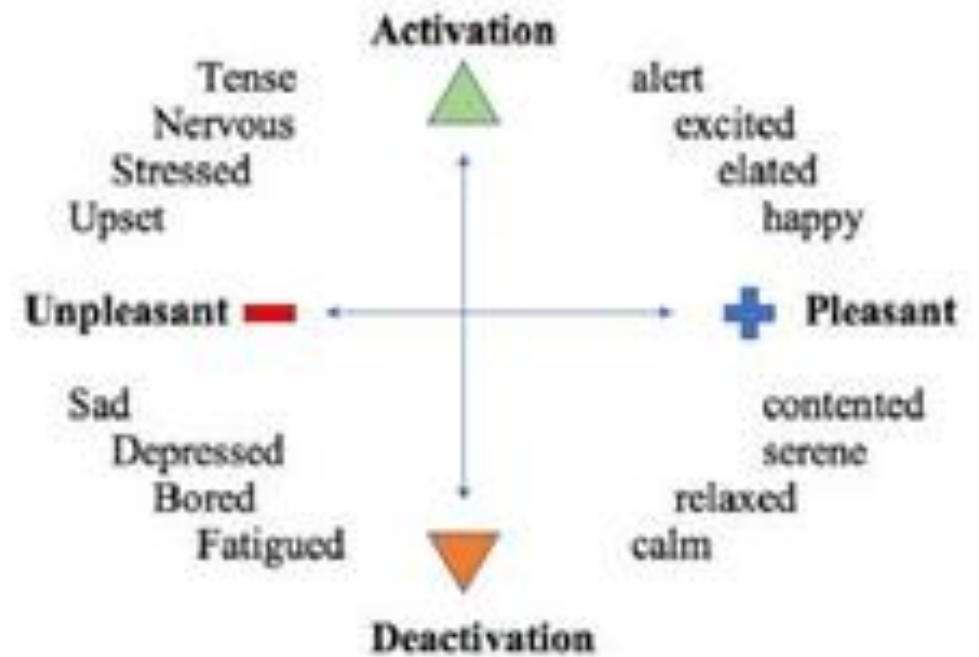 Activation
Tense alert
Nervous excited
Stressed elated
Upset happy
Unpleasant Pleasant
Sad contented
Depressed serene
Bored relaxed
Fatigued calm
Deactivation